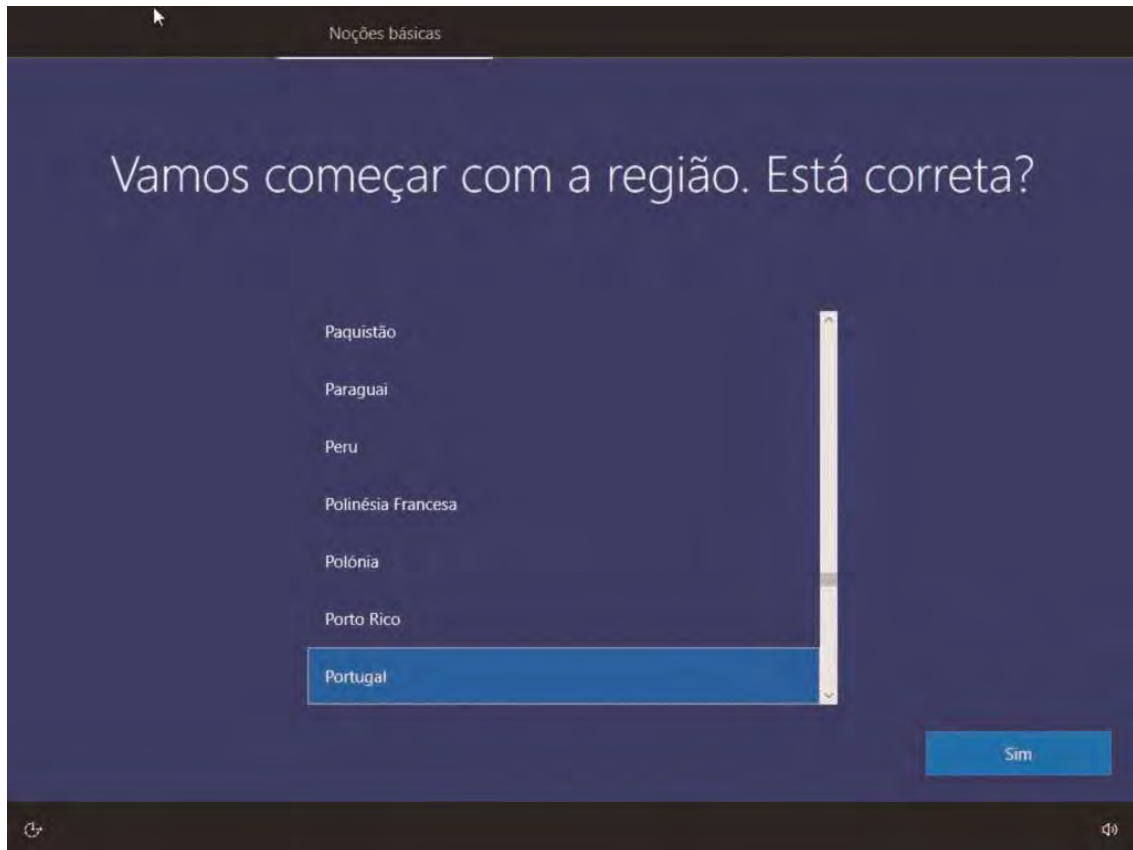 Noções básicas
Vamos começar com a região. Está correta?
Paquistão
Paraguai
Peru
Polinésia Francesa
Polónia
Porto Rico
Portugal
Sim